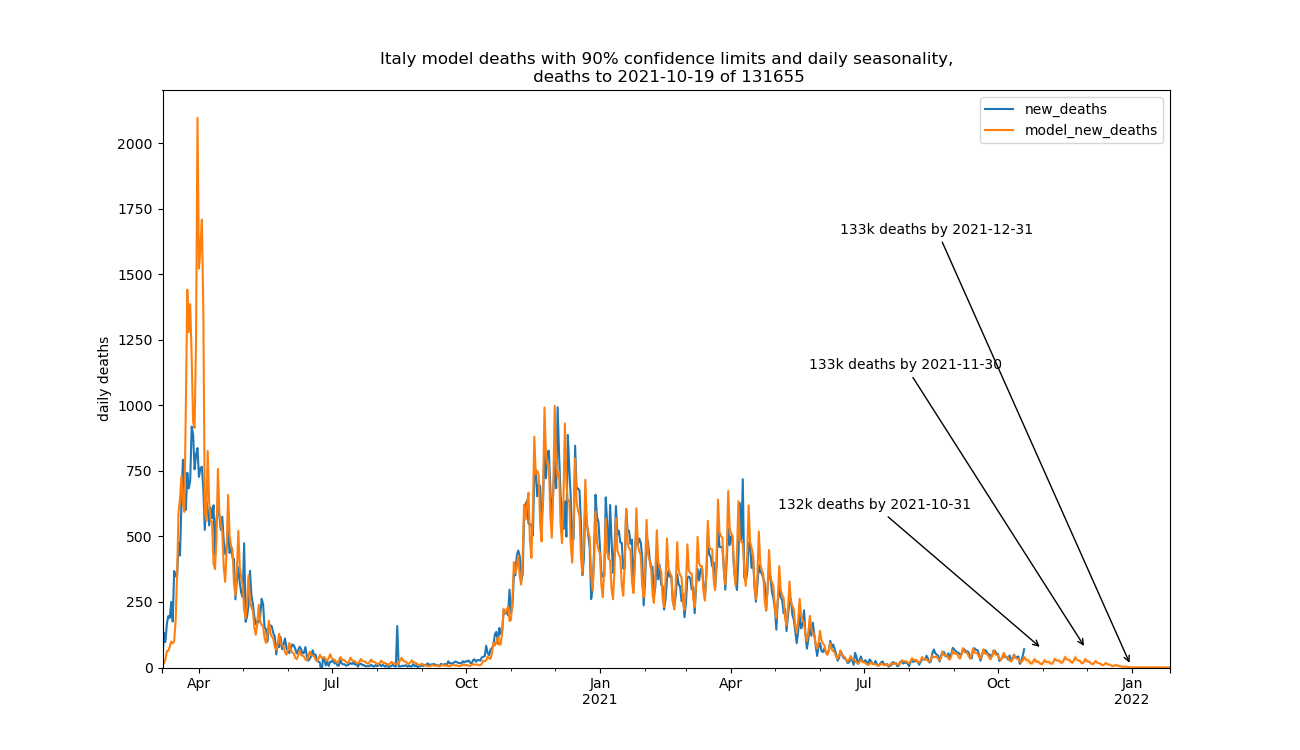 Italy model deaths with 90% confidence limits and daily seasonality,
deaths to 2021-10-19 of 131655
new_deaths
model_new_deaths
daily deaths
2000
1750
1500
1250
1000
750
500
250
0
133k deaths by 2021-12-31
133k deaths by 2021-11-30
132k deaths by 2021-10-31
Apr
Jul
Oct
Jan
2021
Apr
Jul
Oct
Jan
2022